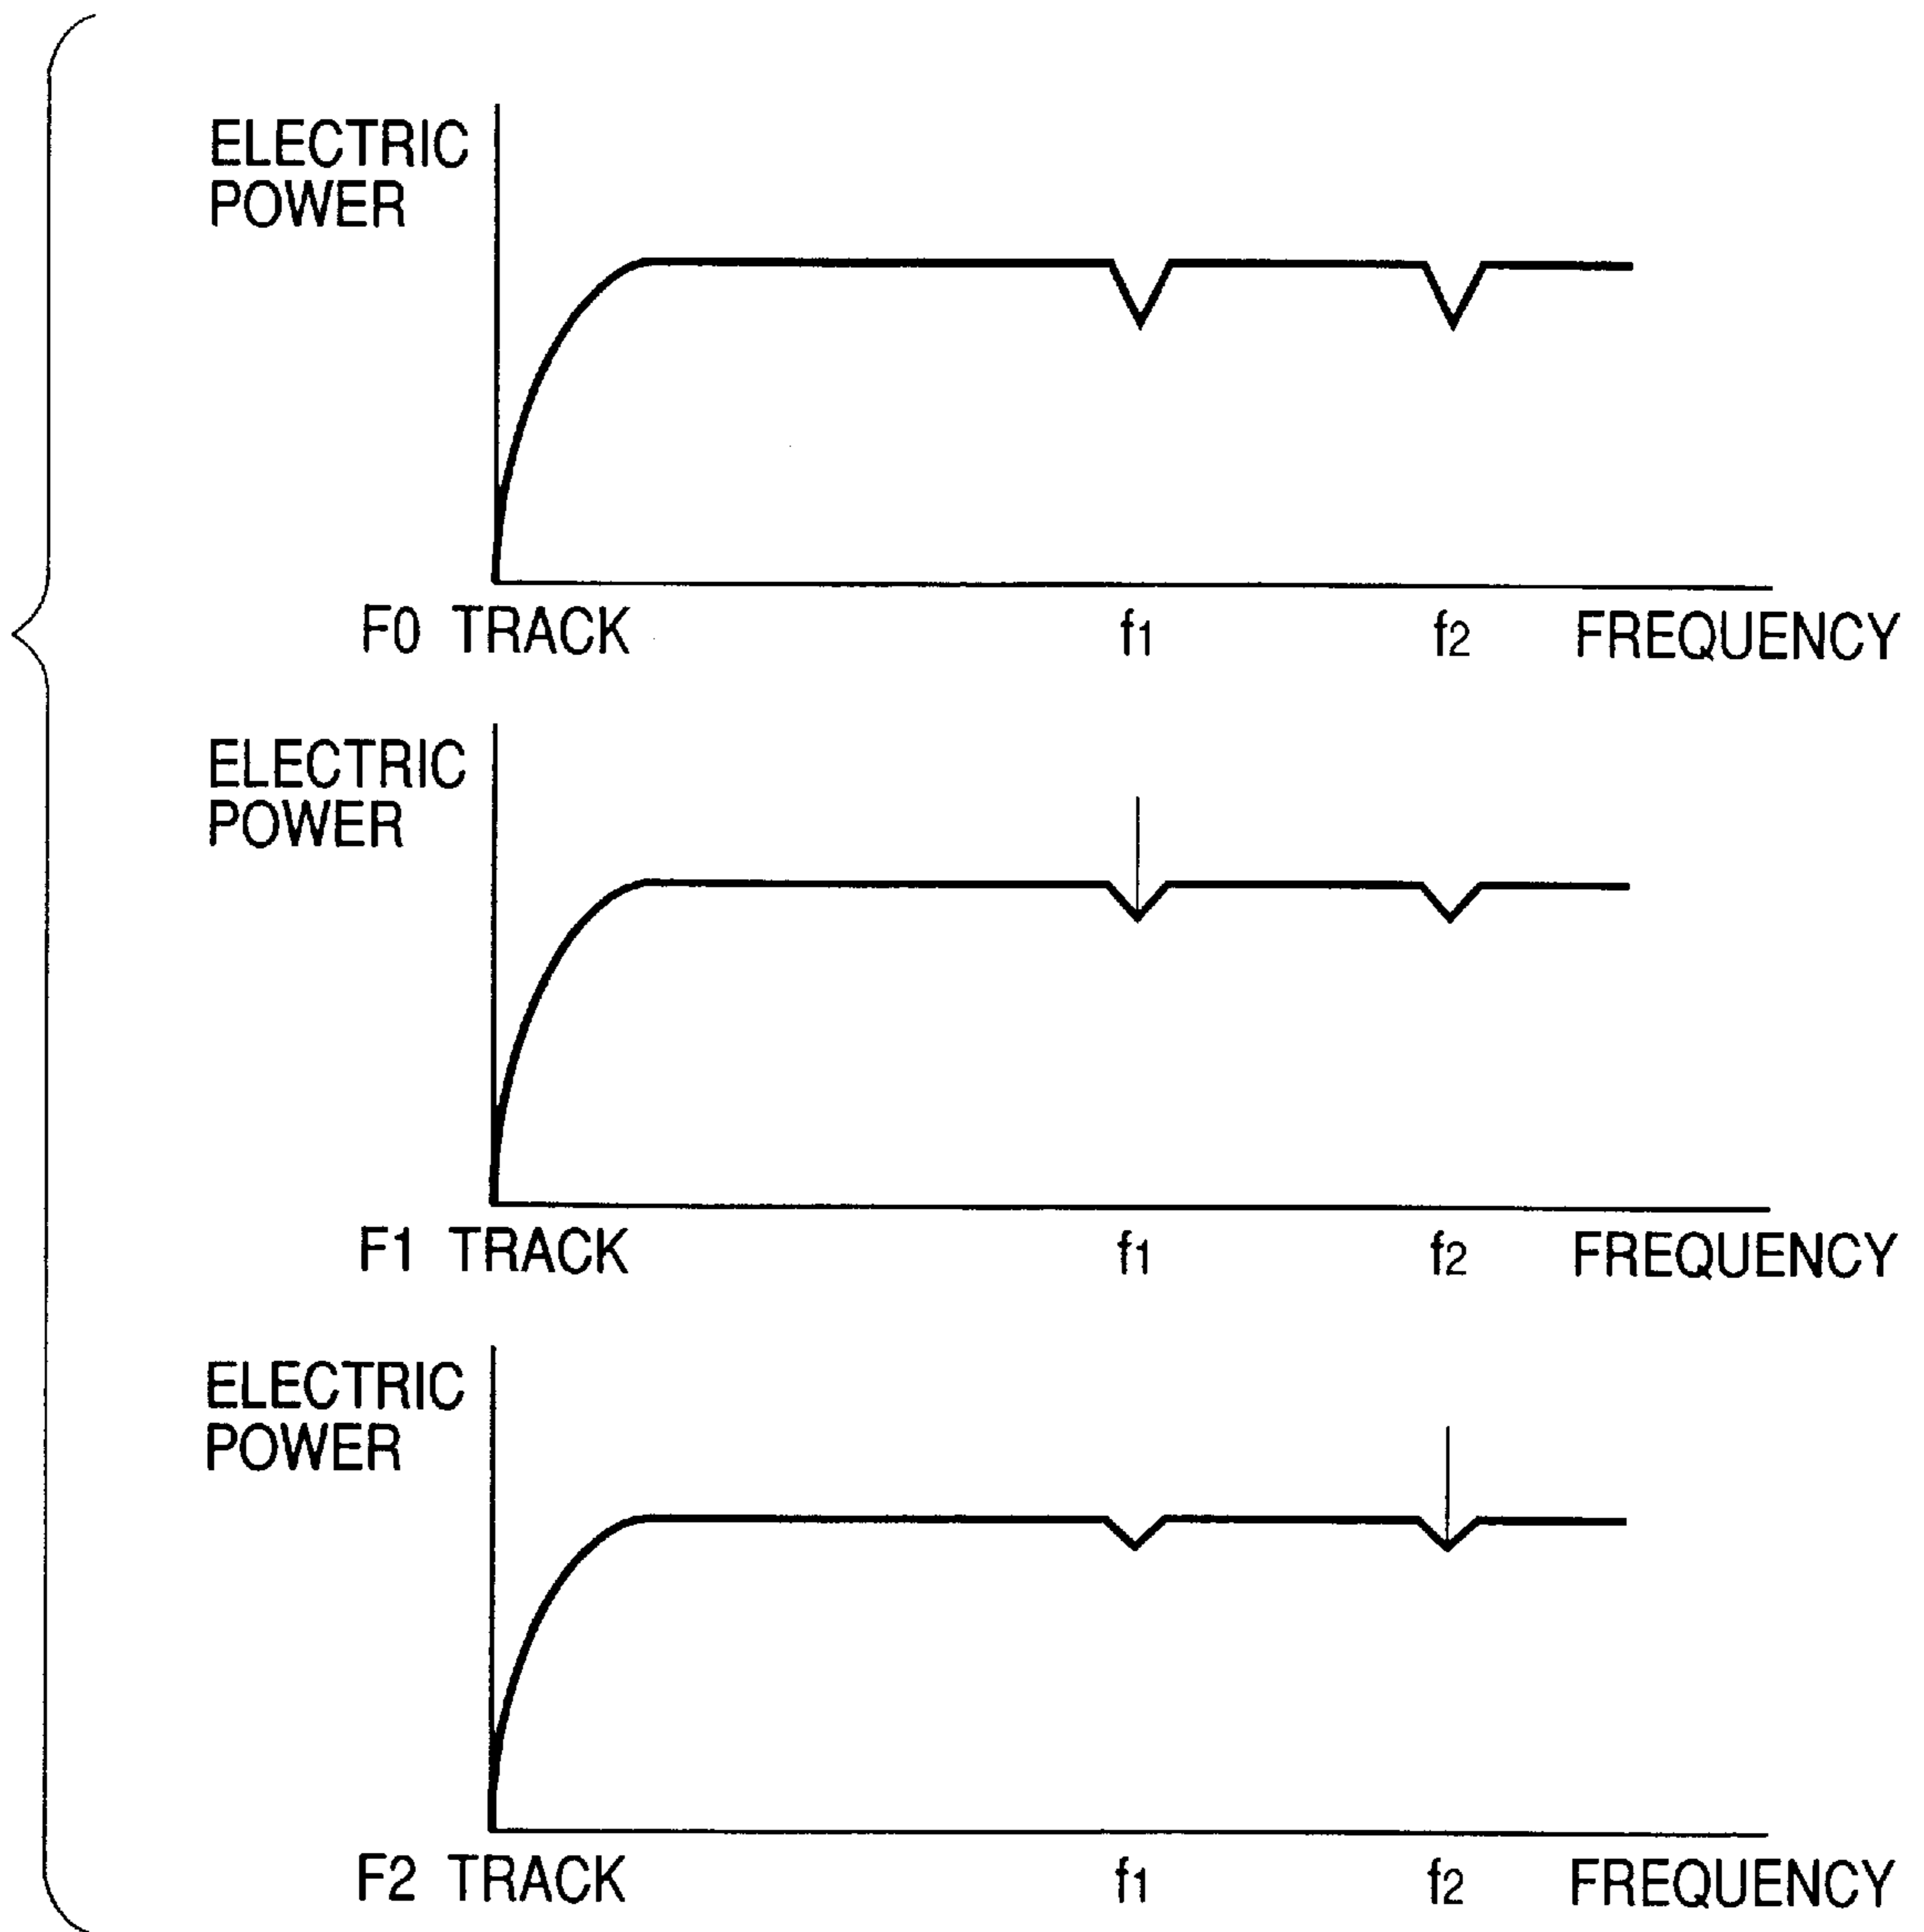 ELECTRIC
POWER
F0 TRACK f1 f2 FREQUENCY
ELECTRIC
POWER
F1 TRACK f1 f2 FREQUENCY
ELECTRIC
POWER
F2 TRACK f1 f2 FREQUENCY